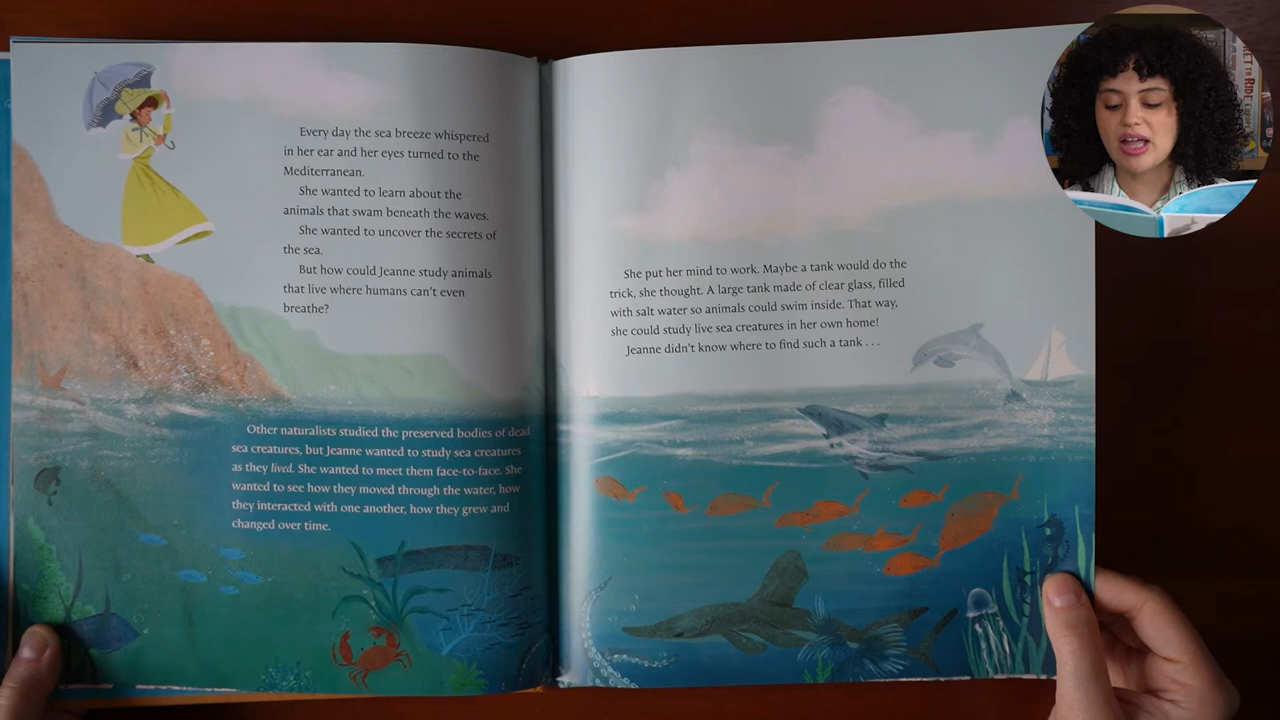 Every day the sea breeze whispered
in her ear and her eyes turned to the
Mediterranean.
She wanted to learn about the
animals that swam beneath the waves.
She wanted to uncover the secrets of
the sea.
But how could Jeanne study animals
that live where humans can't even
breathe?
Other naturalists studied the preserved bodies of dead
sea creatures, but Jeanne wanted to study sea creatures
as they lived. She wanted to meet them face-to-face. She
wanted to see how they moved through the water, how
they interacted with one another, how they grew and
changed over time.
She put her mind to work. Maybe a tank would do the
trick, she thought. A large tank made of clear glass, filled
with salt water so animals could swim inside. That way,
she could study live sea creatures in her own home!
Jeanne didn't know where to find such a tank . . .
TO RIDE